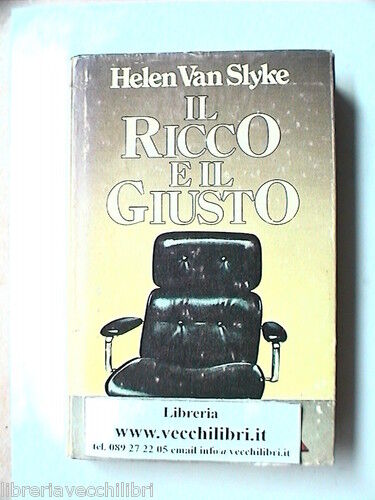 Helen Van Slyke
IL
RICCO
E IL
GIUSTO
Libreria
www.vecchilibri.it
tel. 089 27 22 05 email info a vecchilibri.it
libreriavecchilibri